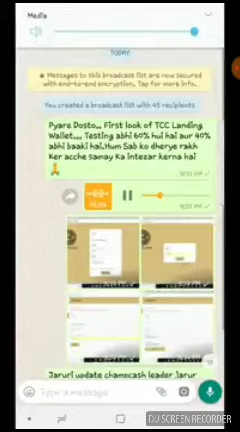 Media
TODAY
Messages to this broadcast list are now secured
with end-to-end encryption. Tap for more info.
You created a broadcast list with 45 recipients
Pyare Dosto,,, First look of TCC Landing
Wallet,,,, Testing abhi 60% hui hai aur 40%
abhi baaki hai.Hum Sab ko dherye rakh
Ker acche samay Ka intezar kerna hai
🙏
Jaruri update chamocash leader jarur
Type a message
DJ SCREEN RECORDER